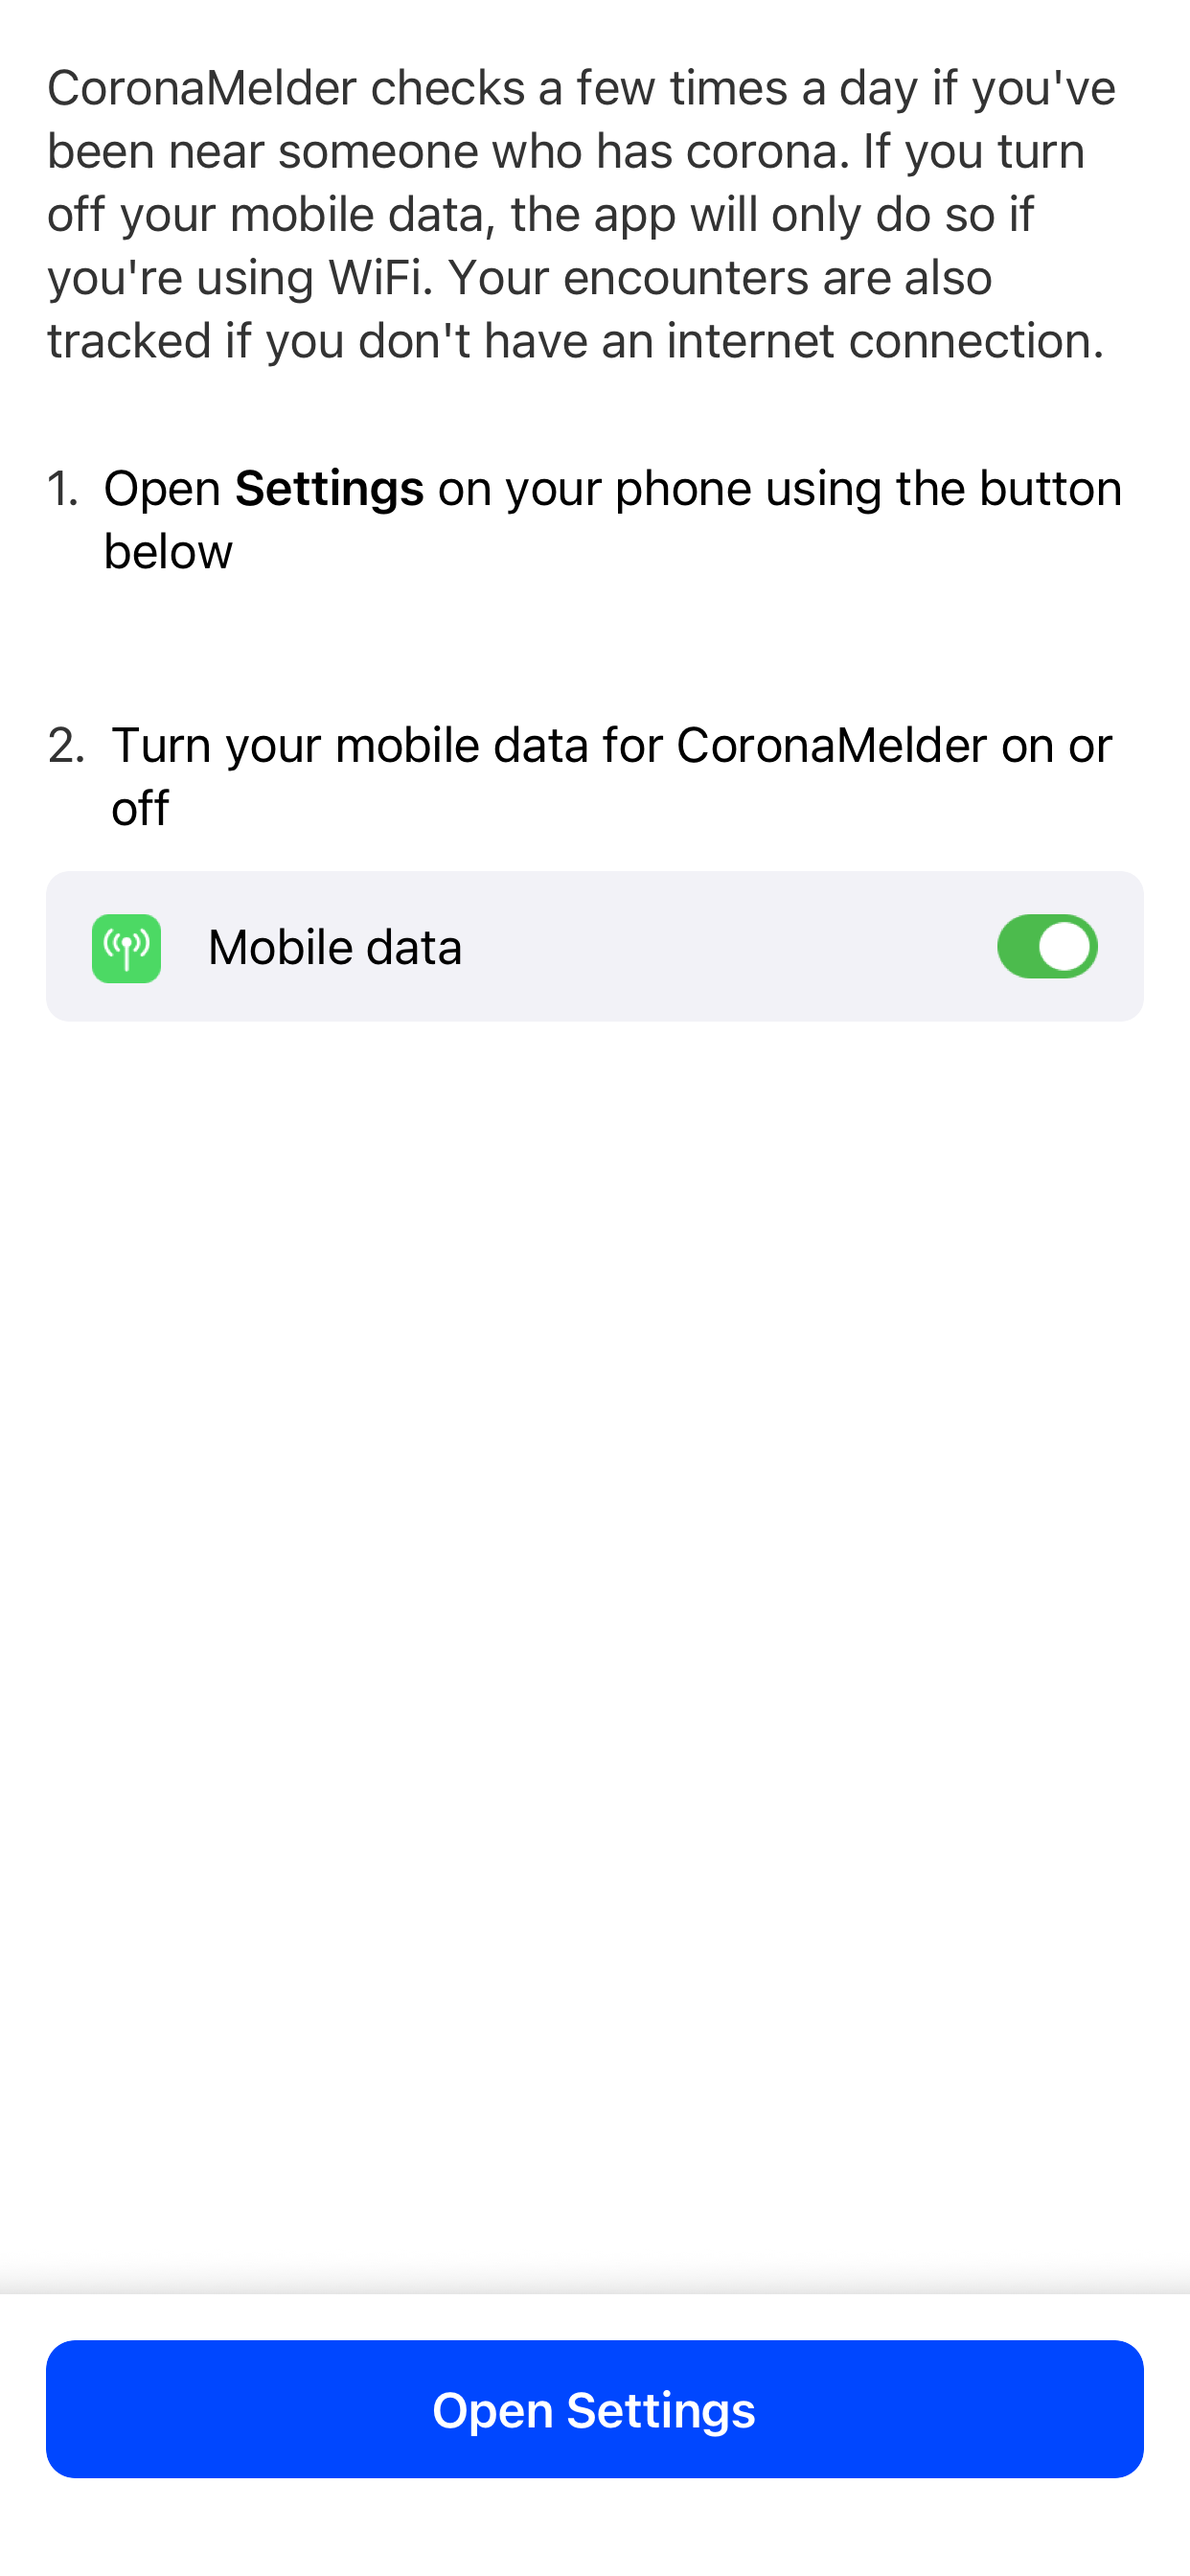 CoronaMelder checks a few times a day if you've
been near someone who has corona. If you turn
off your mobile data, the app will only do so if
you're using WiFi. Your encounters are also
tracked if you don't have an internet connection.
1. Open Settings on your phone using the button
below
2. Turn your mobile data for CoronaMelder on or
off
Mobile data
Open Settings